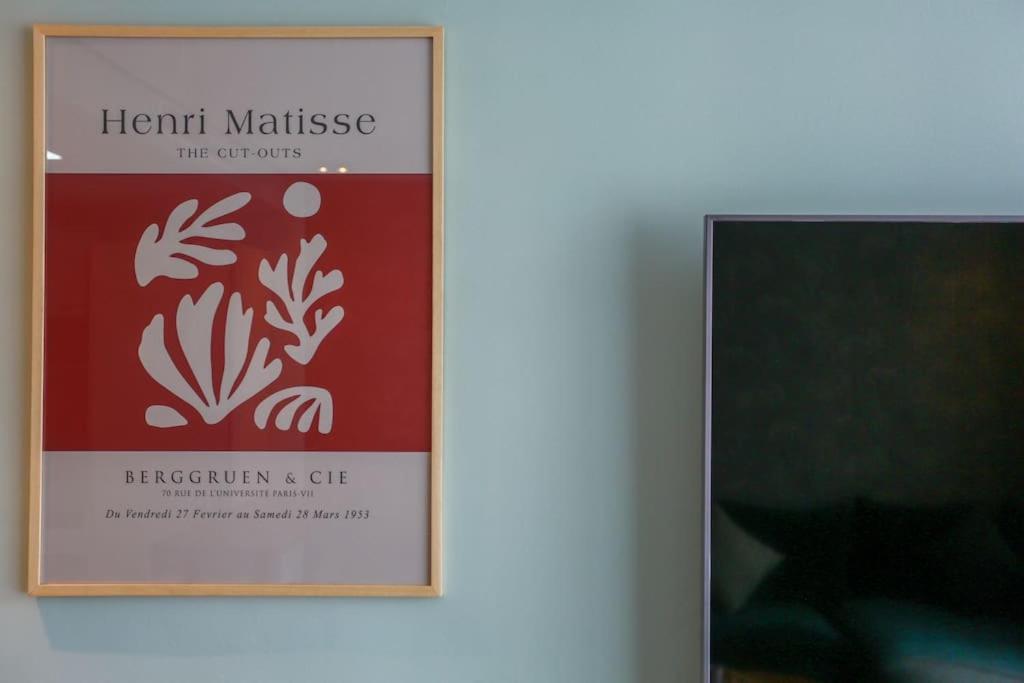 Henri Matisse
THE CUT-OUTS
BERGGRUEN & CIE
70 RUE DE L'UNIVERSITE PARIS-VII
Du Vendredi 27 Fevrier au Samedi 28 Mars 1953